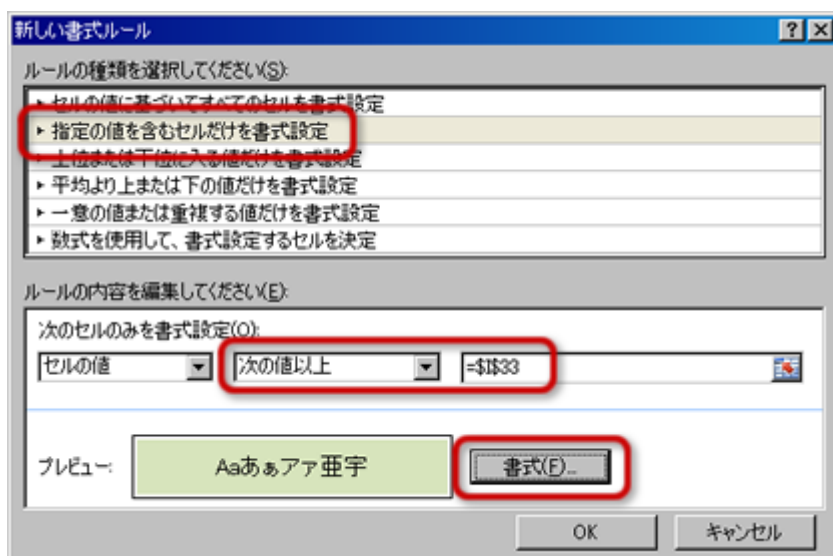 新しい書式ルール
ルールの種類を選択してください(S):
► セルの値に基づいてすべてのセルを書式設定
► 指定の値を含むセルだけを書式設定
► 上位または下位に入る値だけを書式設定
► 平均より上または下の値だけを書式設定
► 一意の値または重複する値だけを書式設定
► 数式を使用して、書式設定するセルを決定
ルールの内容を編集してください(E):
次のセルのみを書式設定(O):
セルの値 次の値以上 =$I$33
プレビュー: Aaあぁアァ亜宇 書式(F)...
OK キャンセル